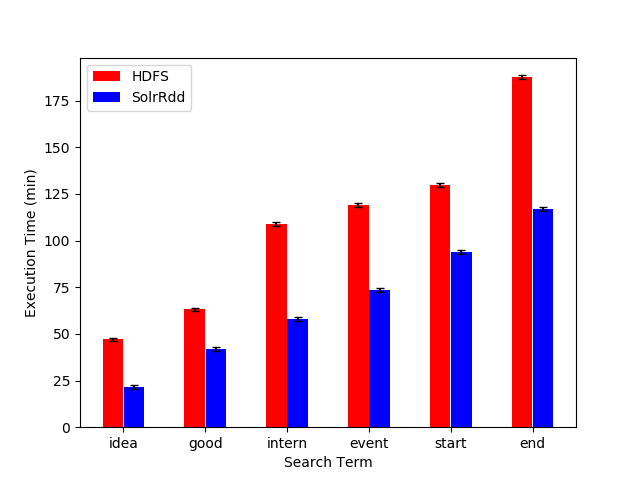 HDFS
SolrRdd
175
150
125
100
75
50
25
0
Execution Time (min)
idea good intern event start end
Search Term